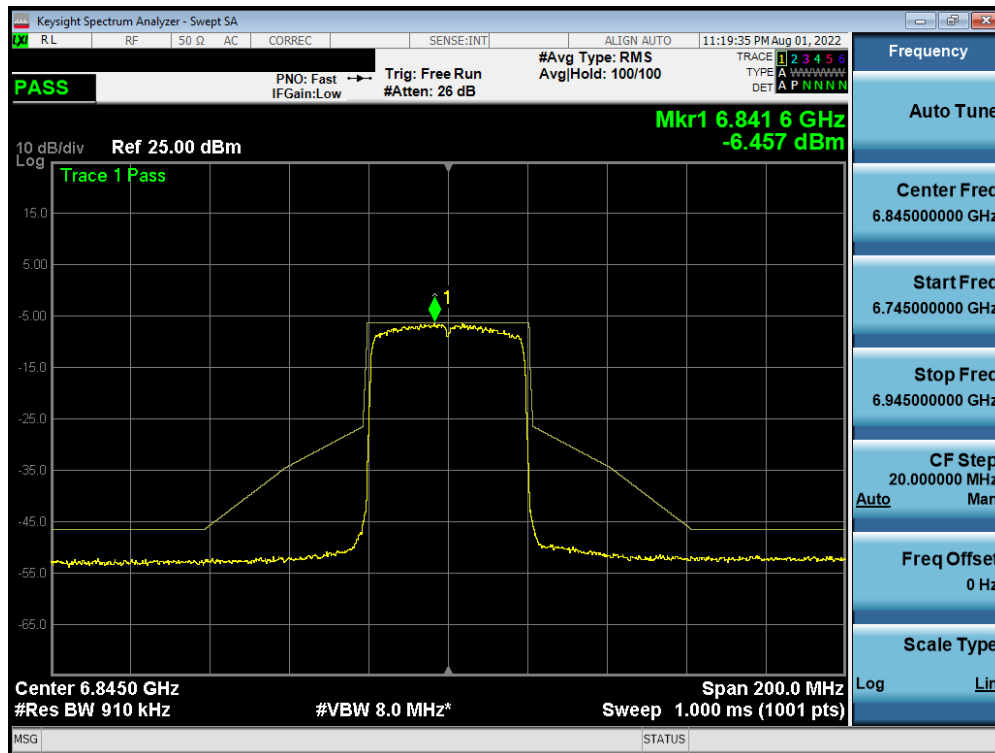 Keysight Spectrum Analyzer - Swept SA
LXI RL RF 50 Ω AC CORREC SENSE:INT ALIGN AUTO 11:19:35 PM Aug 01, 2022
PASS
PNO: Fast
IFGain:Low
Trig: Free Run
#Atten: 26 dB
#Avg Type: RMS
Avg|Hold: 100/100
TRACE 1 2 3 4 5 6
TYPE A WWWWW
DET A P N N N N
Mkr1 6.841 6 GHz
-6.457 dBm
10 dB/div
Log
Ref 25.00 dBm
Trace 1 Pass
15.0
5.00
1
-5.00
-15.0
-25.0
-35.0
-45.0
-55.0
-65.0
Center 6.8450 GHz
Span 200.0 MHz
#Res BW 910 kHz
#VBW 8.0 MHz*
Sweep 1.000 ms (1001 pts)
MSG
STATUS
Frequency
Auto Tune
Center Freq
6.845000000 GHz
Start Freq
6.745000000 GHz
Stop Freq
6.945000000 GHz
CF Step
20.000000 MHz
Auto Man
Freq Offset
0 Hz
Scale Type
Log Lin